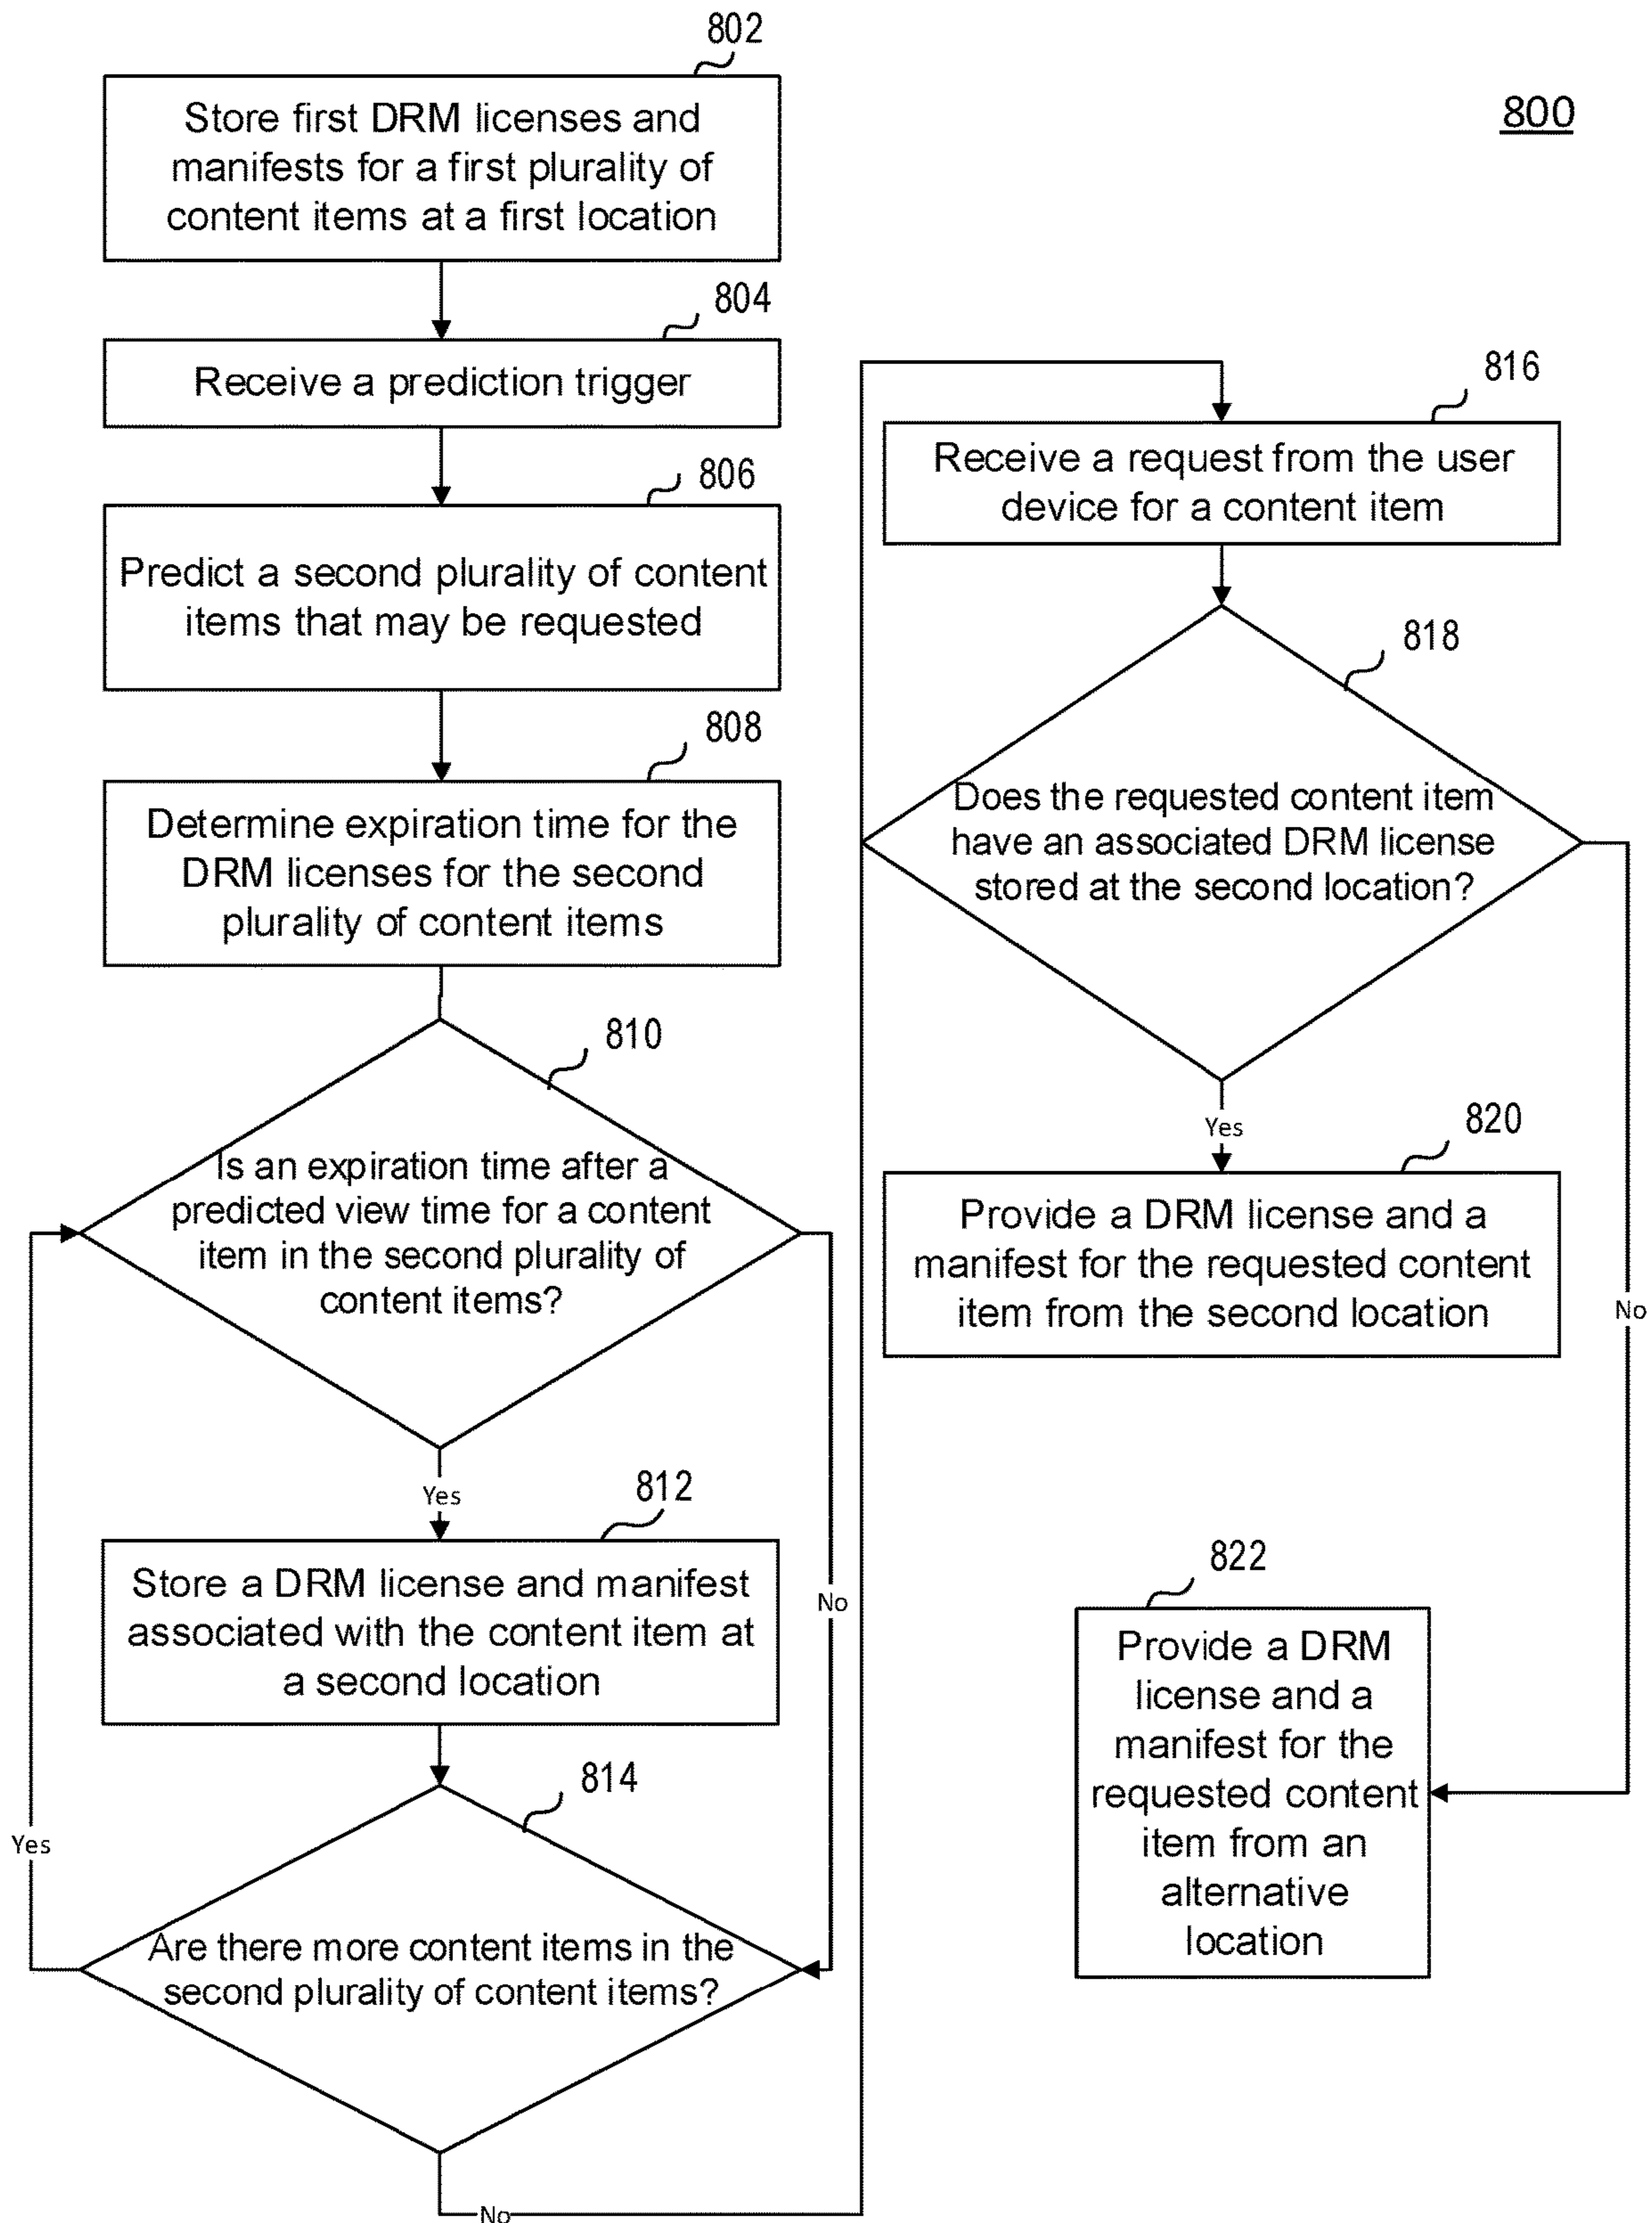 802
Store first DRM licenses and
manifests for a first plurality of
content items at a first location
800
804
Receive a prediction trigger
806
Predict a second plurality of content
items that may be requested
808
Determine expiration time for the
DRM licenses for the second
plurality of content items
810
Is an expiration time after a
predicted view time for a content
item in the second plurality of
content items?
Yes
No
812
Store a DRM license and manifest
associated with the content item at
a second location
814
Are there more content items in the
second plurality of content items?
Yes
No
816
Receive a request from the user
device for a content item
818
Does the requested content item
have an associated DRM license
stored at the second location?
Yes
No
820
Provide a DRM license and a
manifest for the requested content
item from the second location
822
Provide a DRM
license and a
manifest for the
requested content
item from an
alternative
location